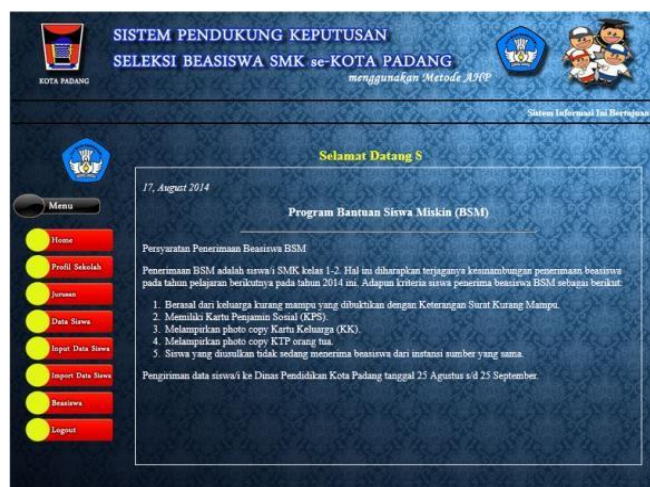 SISTEM PENDUKUNG KEPUTUSAN
SELEKSI BEASISWA SMK se-KOTA PADANG
menggunakan Metode AHP
KOTA PADANG
Sistem Informasi Ini Bertujuan
Selamat Datang S
17, August 2014
Program Bantuan Siswa Miskin (BSM)
Persyaratan Penerimaan Beasiswa BSM
Penerimaan BSM adalah siswa/i SMK kelas 1-2. Hal ini diharapkan terjaganya kesinambungan penerimaan beasiswa
pada tahun pelajaran berikutnya pada tahun 2014 ini. Adapun kriteria siswa penerima beasiswa BSM sebagai berikut:
1. Berasal dari keluarga kurang mampu yang dibuktikan dengan Keterangan Surat Kurang Mampu.
2. Memiliki Kartu Penjamin Sosial (KPS).
3. Melampirkan photo copy Kartu Keluarga (KK).
4. Melampirkan photo copy KTP orang tua.
5. Siswa yang diusulkan tidak sedang menerima beasiswa dari instansi sumber yang sama.
Pengiriman data siswa/i ke Dinas Pendidikan Kota Padang tanggal 25 Agustus s/d 25 September.
Menu
Home
Profil Sekolah
Jurusan
Data Siswa
Input Data Siswa
Import Data Siswa
Beasiswa
Logout